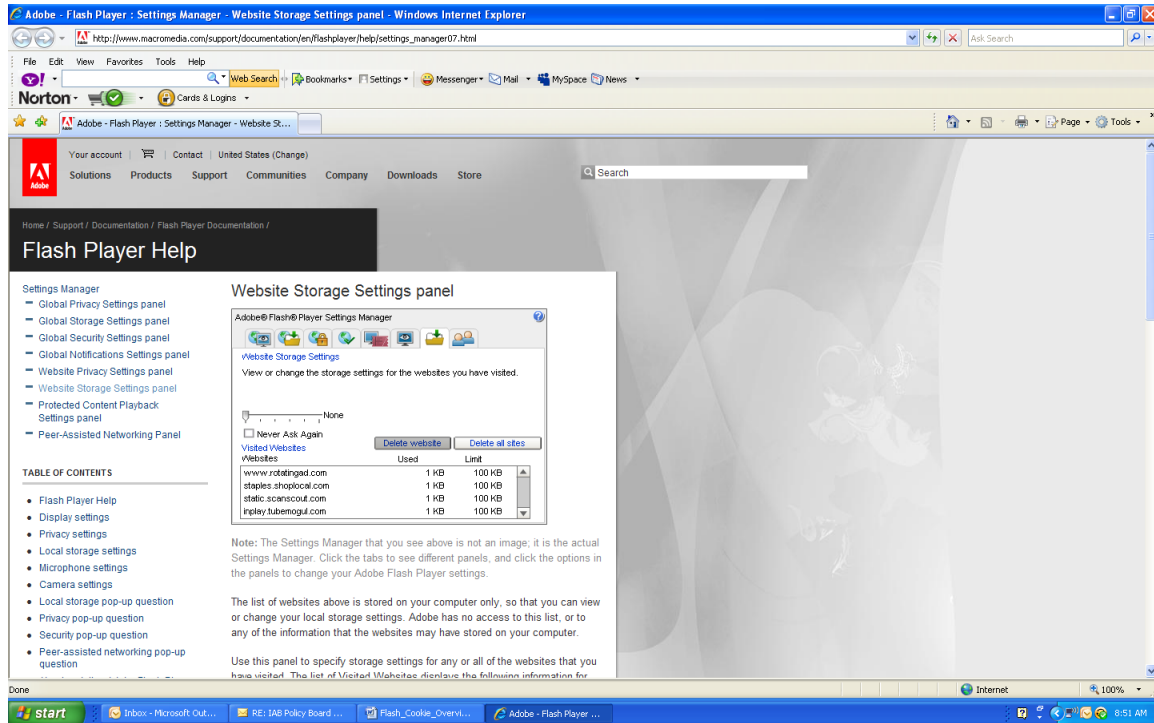 Adobe - Flash Player : Settings Manager - Website Storage Settings panel - Windows Internet Explorer
http://www.macromedia.com/support/documentation/en/flashplayer/help/settings_manager07.html
Ask Search
File Edit View Favorites Tools Help
Y! Web Search Bookmarks Settings Messenger Mail MySpace News
Norton Cards & Logins
Adobe - Flash Player : Settings Manager - Website St...
Page Tools
Your account | | Contact | United States (Change)
Adobe
Solutions Products Support Communities Company Downloads Store
Search
Home / Support / Documentation / Flash Player Documentation /
Flash Player Help
Settings Manager
Global Privacy Settings panel
Global Storage Settings panel
Global Security Settings panel
Global Notifications Settings panel
Website Privacy Settings panel
Website Storage Settings panel
Protected Content Playback
Settings panel
Peer-Assisted Networking Panel
TABLE OF CONTENTS
Flash Player Help
Display settings
Privacy settings
Local storage settings
Microphone settings
Camera settings
Local storage pop-up question
Privacy pop-up question
Security pop-up question
Peer-assisted networking pop-up
question
Website Storage Settings panel
Adobe® Flash® Player Settings Manager
Website Storage Settings
View or change the storage settings for the websites you have visited.
None
Never Ask Again
Visited Websites
Delete website Delete all sites
Websites Used Limit
www.rotatingad.com 1 KB 100 KB
staples.shoplocal.com 1 KB 100 KB
static.scanscout.com 1 KB 100 KB
inplay.tubemogul.com 1 KB 100 KB
Note: The Settings Manager that you see above is not an image; it is the actual
Settings Manager. Click the tabs to see different panels, and click the options in
the panels to change your Adobe Flash Player settings.
The list of websites above is stored on your computer only, so that you can view
or change your local storage settings. Adobe has no access to this list, or to
any of the information that the websites may have stored on your computer.
Use this panel to specify storage settings for any or all of the websites that you
have visited. The list of Visited Websites displays the following information for
Done
Internet
100%
start
Inbox - Microsoft Out...
RE: IAB Policy Board ...
Flash_Cookie_Overvi...
Adobe - Flash Player ...
8:51 AM